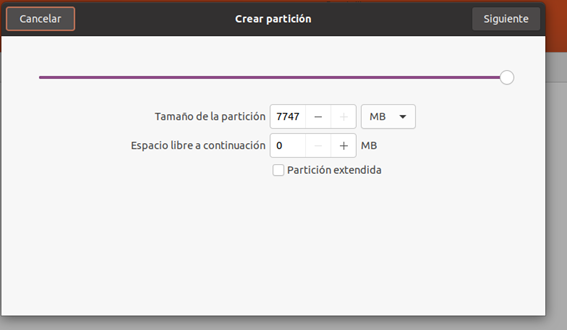 Cancelar Crear partición Siguiente
Tamaño de la partición 7747 − + MB
Espacio libre a continuación 0 − + MB
Partición extendida